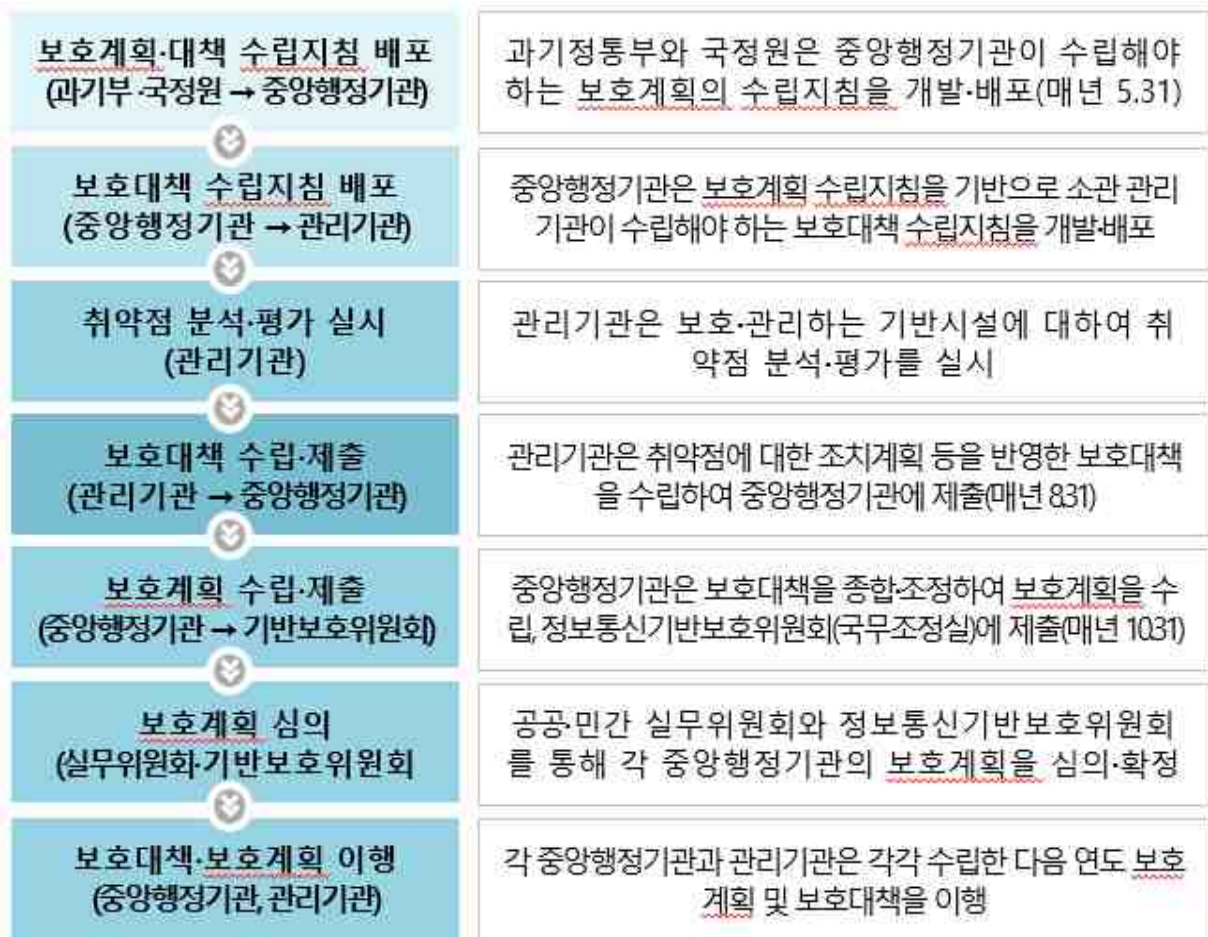 보호계획·대책 수립지침 배포
(과기부·국정원 → 중앙행정기관)
과기정통부와 국정원은 중앙행정기관이 수립해야
하는 보호계획의 수립지침을 개발·배포(매년 5.31)
보호대책 수립지침 배포
(중앙행정기관 → 관리기관)
중앙행정기관은 보호계획 수립지침을 기반으로 소관 관리
기관이 수립해야 하는 보호대책 수립지침을 개발·배포
취약점 분석·평가 실시
(관리기관)
관리기관은 보호·관리하는 기반시설에 대하여 취
약점 분석·평가를 실시
보호대책 수립·제출
(관리기관 → 중앙행정기관)
관리기관은 취약점에 대한 조치계획 등을 반영한 보호대책
을 수립하여 중앙행정기관에 제출(매년 8.31)
보호계획 수립·제출
(중앙행정기관 → 기반보호위원회)
중앙행정기관은 보호대책을 종합·조정하여 보호계획을 수
립, 정보통신기반보호위원회(국무조정실)에 제출(매년 10.31)
보호계획 심의
(실무위원회·기반보호위원회
공공·민간 실무위원회와 정보통신기반보호위원회
를 통해 각 중앙행정기관의 보호계획을 심의·확정
보호대책·보호계획 이행
(중앙행정기관, 관리기관)
각 중앙행정기관과 관리기관은 각각 수립한 다음 연도 보호
계획 및 보호대책을 이행